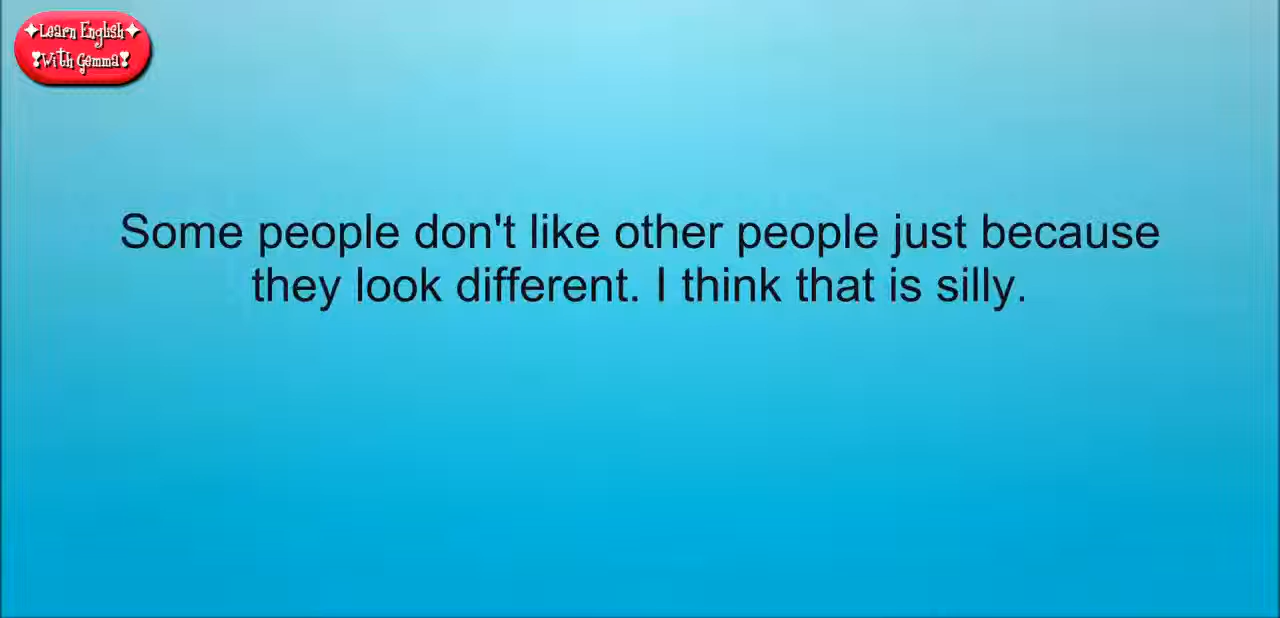 ✦Learn English✦
❣With Gemma❣
Some people don't like other people just because
they look different. I think that is silly.